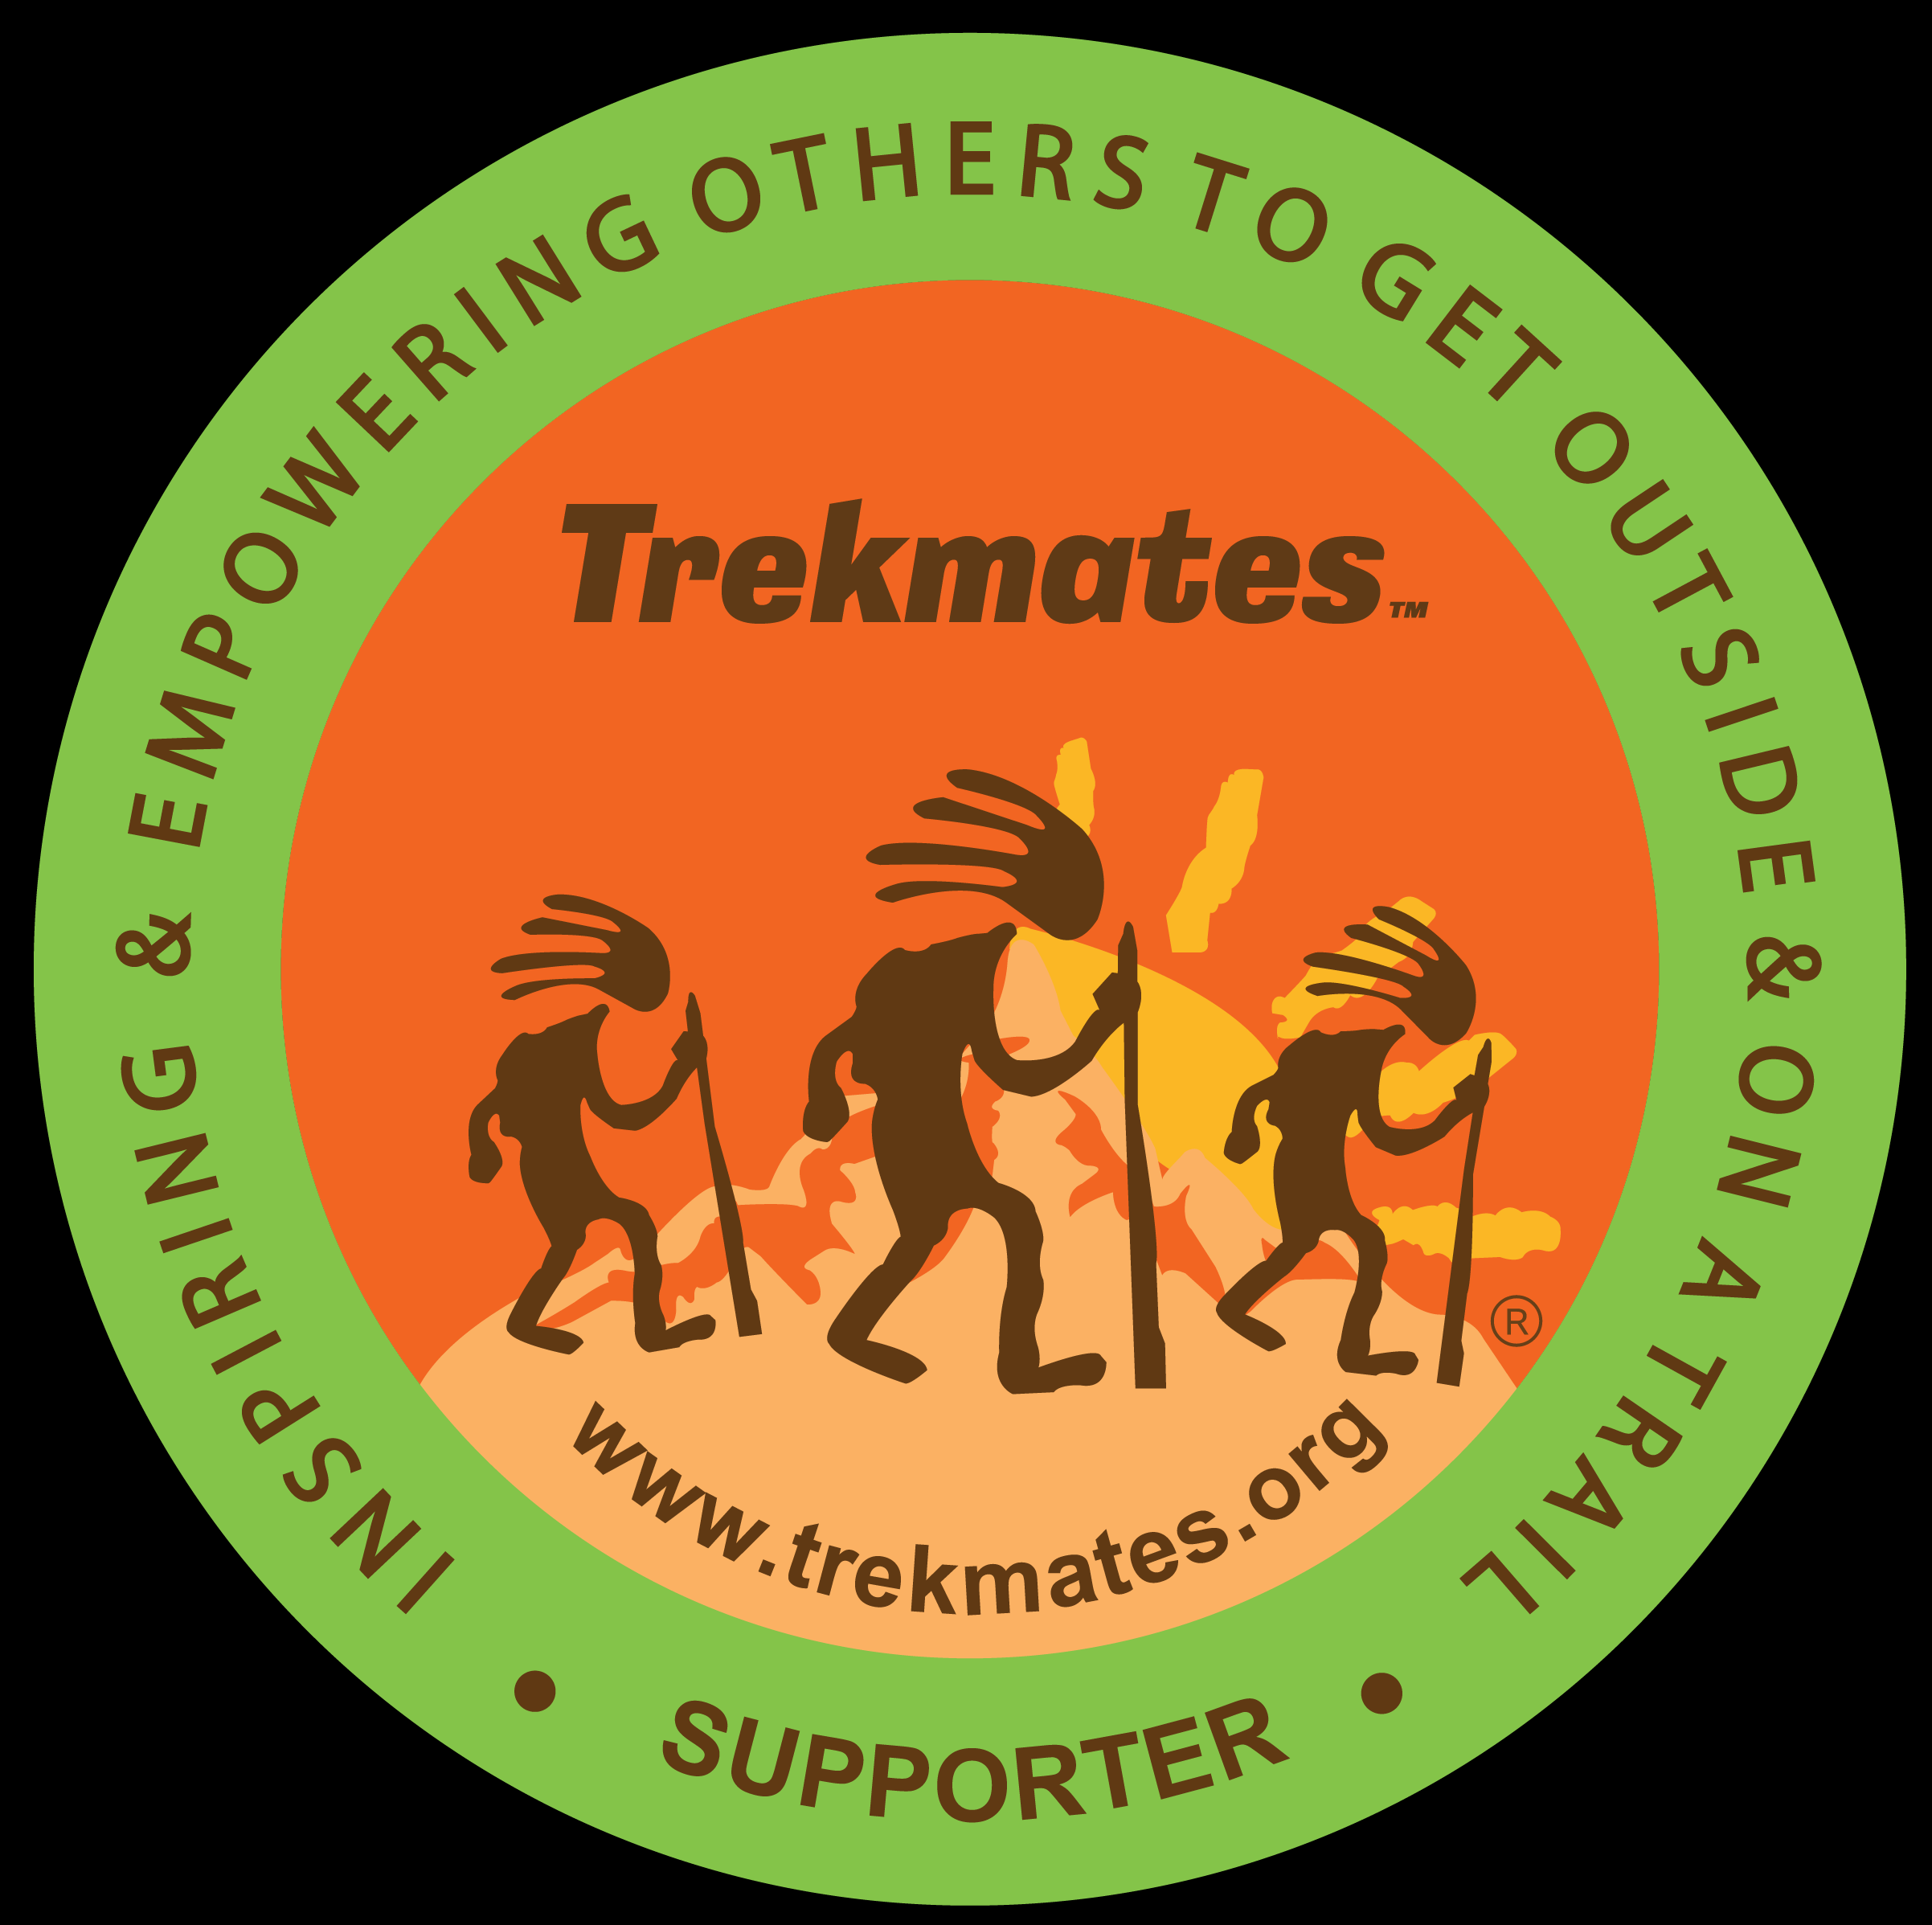 INSPIRING & EMPOWERING OTHERS TO GET OUTSIDE & ON A TRAIL
Trekmates™
®
www.trekmates.org
• SUPPORTER •